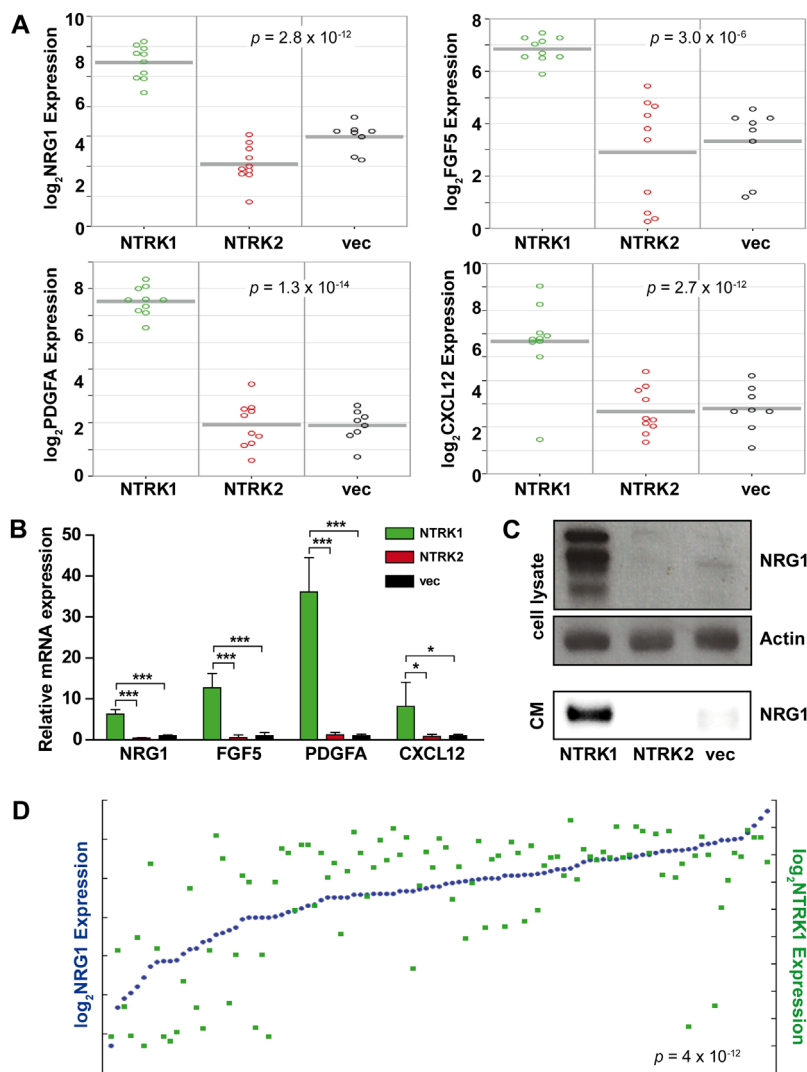 A
log2NRG1 Expression
8
6
4
2
0
p = 2.8 x 10-12
NTRK1 NTRK2 vec
log2FGF5 Expression
8
6
4
2
0
p = 3.0 x 10-6
NTRK1 NTRK2 vec
log2PDGFA Expression
8
6
4
2
0
p = 1.3 x 10-14
NTRK1 NTRK2 vec
log2CXCL12 Expression
10
8
6
4
2
0
p = 2.7 x 10-12
NTRK1 NTRK2 vec
B
Relative mRNA expression
50
40
30
20
10
0
*** ***
*** ***
*** ***
* *
NTRK1
NTRK2
vec
NRG1 FGF5 PDGFA CXCL12
C
cell lysate
NRG1
Actin
CM
NRG1
NTRK1 NTRK2 vec
D
log2NRG1 Expression
log2NTRK1 Expression
p = 4 x 10-12